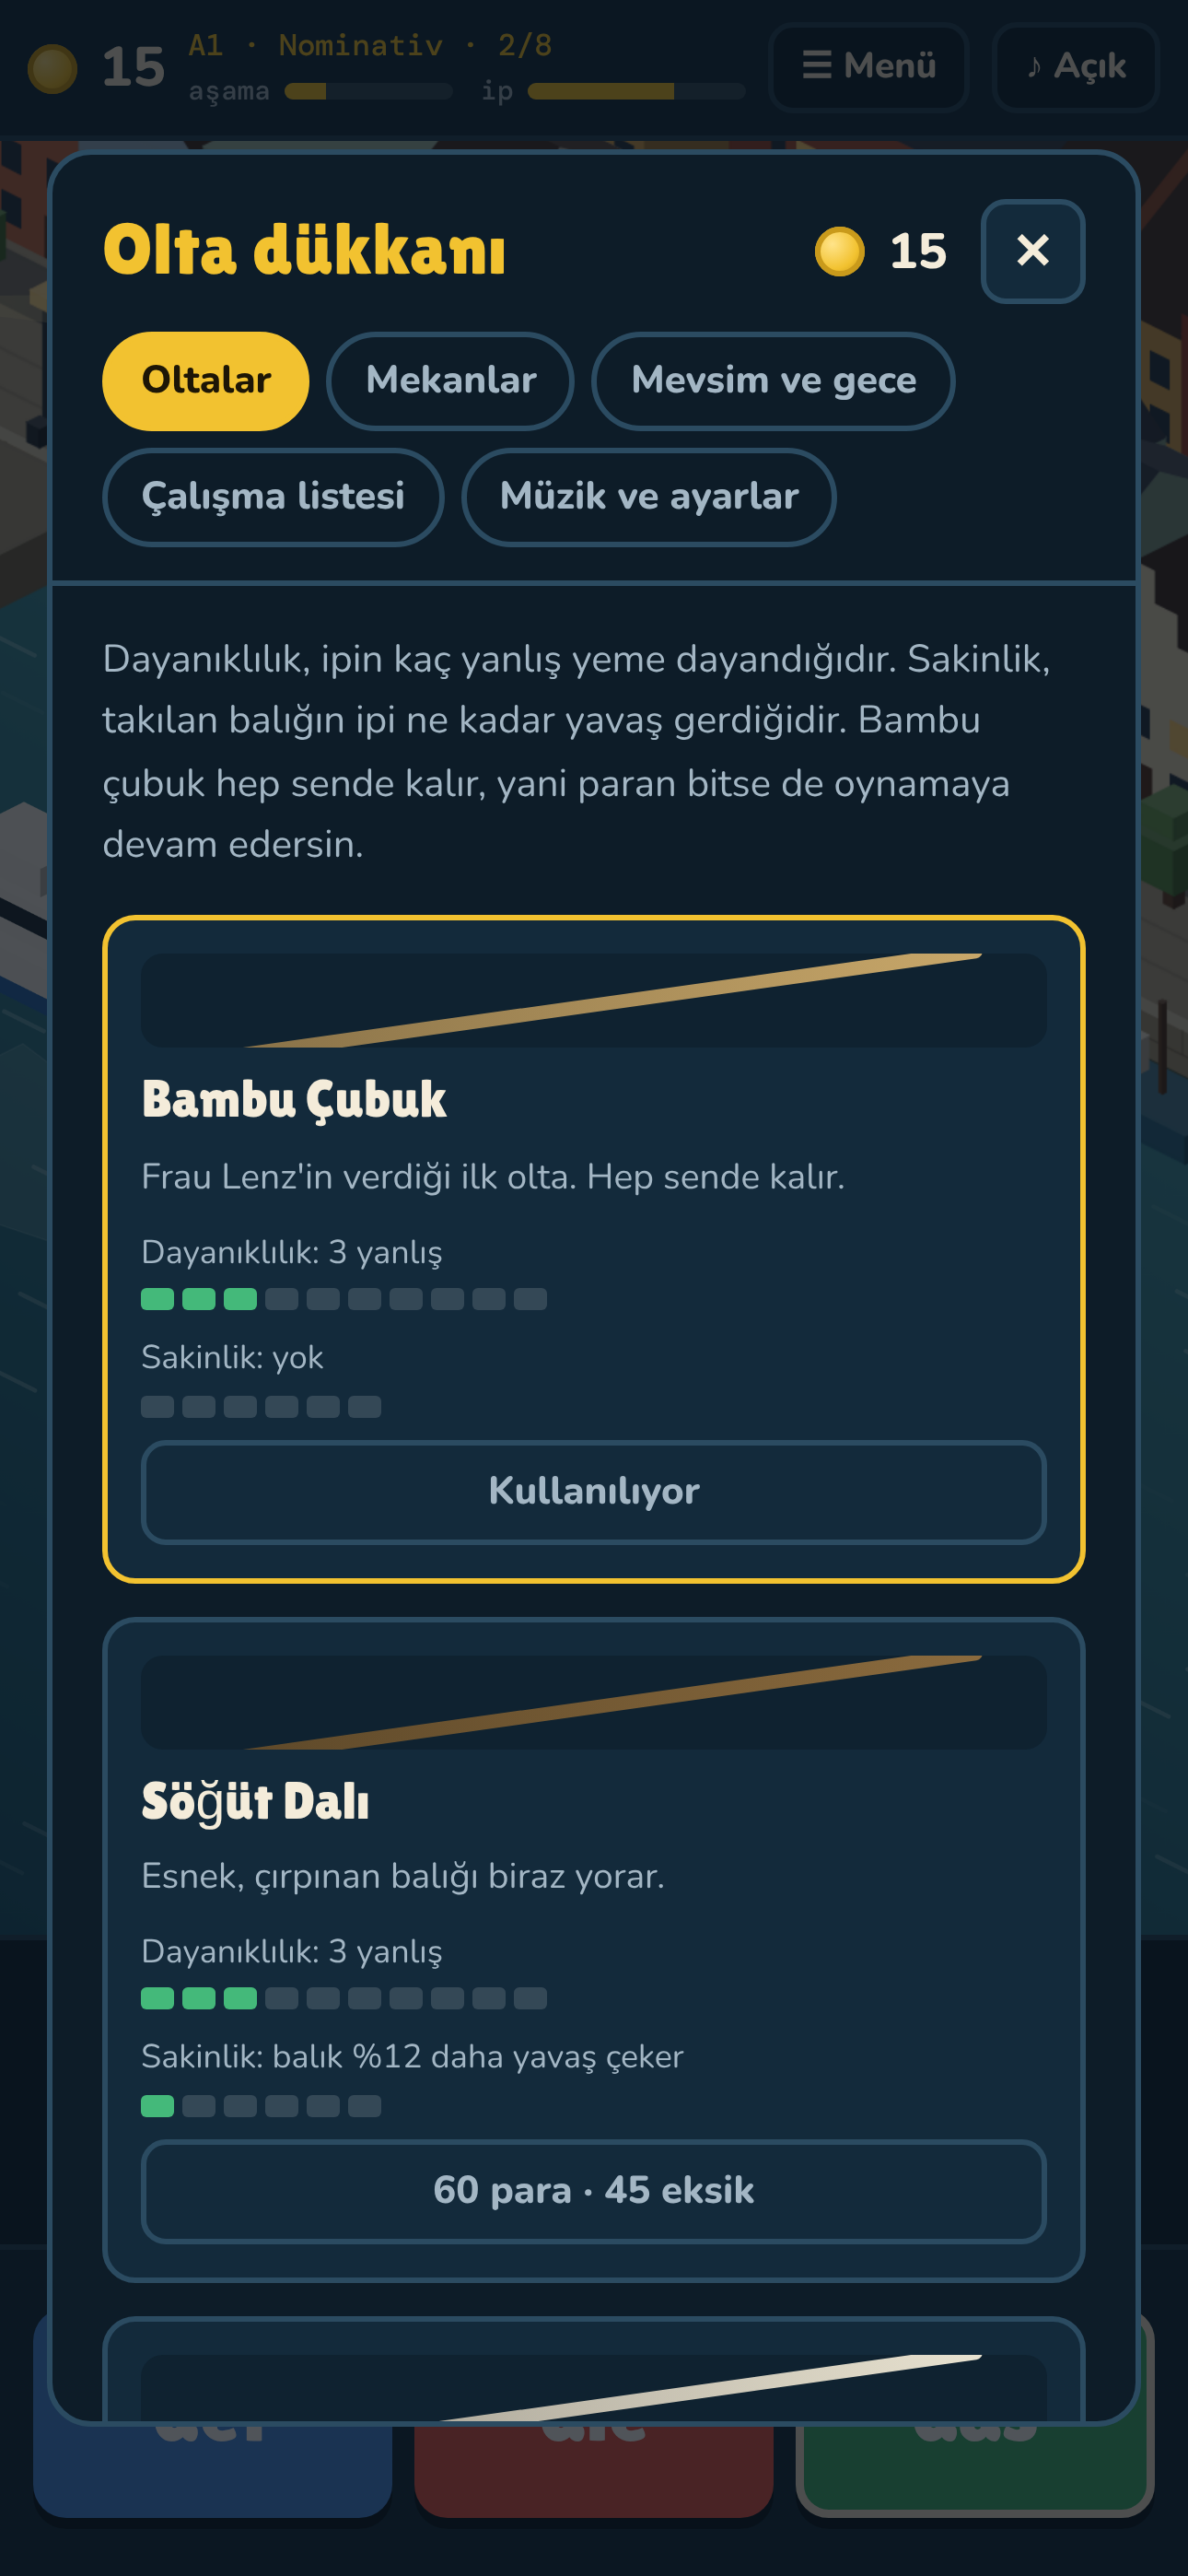 15
A1 · Nominativ · 2/8
aşama
ip
☰ Menü
♪ Açık
Olta dükkanı
15
✕
Oltalar
Mekanlar
Mevsim ve gece
Çalışma listesi
Müzik ve ayarlar
Dayanıklılık, ipin kaç yanlış yeme dayandığıdır. Sakinlik,
takılan balığın ipi ne kadar yavaş gerdiğidir. Bambu
çubuk hep sende kalır, yani paran bitse de oynamaya
devam edersin.
Bambu Çubuk
Frau Lenz'in verdiği ilk olta. Hep sende kalır.
Dayanıklılık: 3 yanlış
Sakinlik: yok
Kullanılıyor
Söğüt Dalı
Esnek, çırpınan balığı biraz yorar.
Dayanıklılık: 3 yanlış
Sakinlik: balık %12 daha yavaş çeker
60 para · 45 eksik
der
die
das